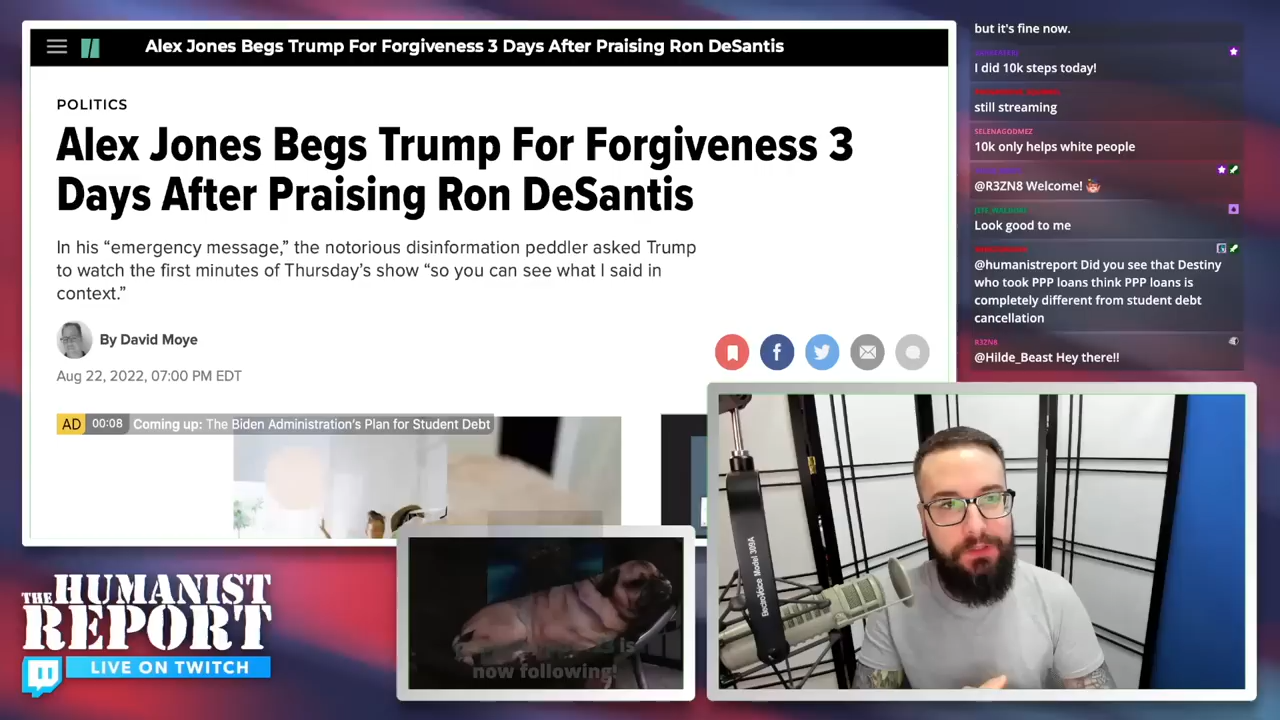 Alex Jones Begs Trump For Forgiveness 3 Days After Praising Ron DeSantis
POLITICS
Alex Jones Begs Trump For Forgiveness 3
Days After Praising Ron DeSantis
In his “emergency message,” the notorious disinformation peddler asked Trump
to watch the first minutes of Thursday’s show “so you can see what I said in
context.”
By David Moye
Aug 22, 2022, 07:00 PM EDT
AD 00:08 Coming up: The Biden Administration's Plan for Student Debt
but it's fine now.
I did 10k steps today!
still streaming
SELENAGODMEZ
10k only helps white people
@R3ZN8 Welcome!
Look good to me
@humanistreport Did you see that Destiny
who took PPP loans think PPP loans is
completely different from student debt
cancellation
R3ZN8
@Hilde_Beast Hey there!!
THE HUMANIST
REPORT
LIVE ON TWITCH
is
now following!
ElectroVoice Model 309A